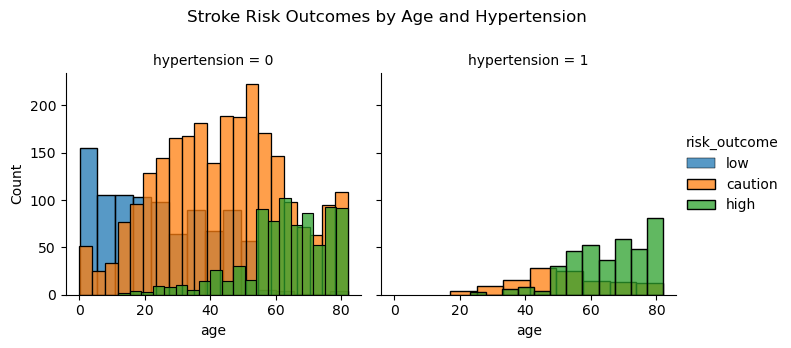 Stroke Risk Outcomes by Age and Hypertension
hypertension = 0
hypertension = 1
200
150
100
50
0
Count
0 20 40 60 80
age
0 20 40 60 80
age
risk_outcome
low
caution
high